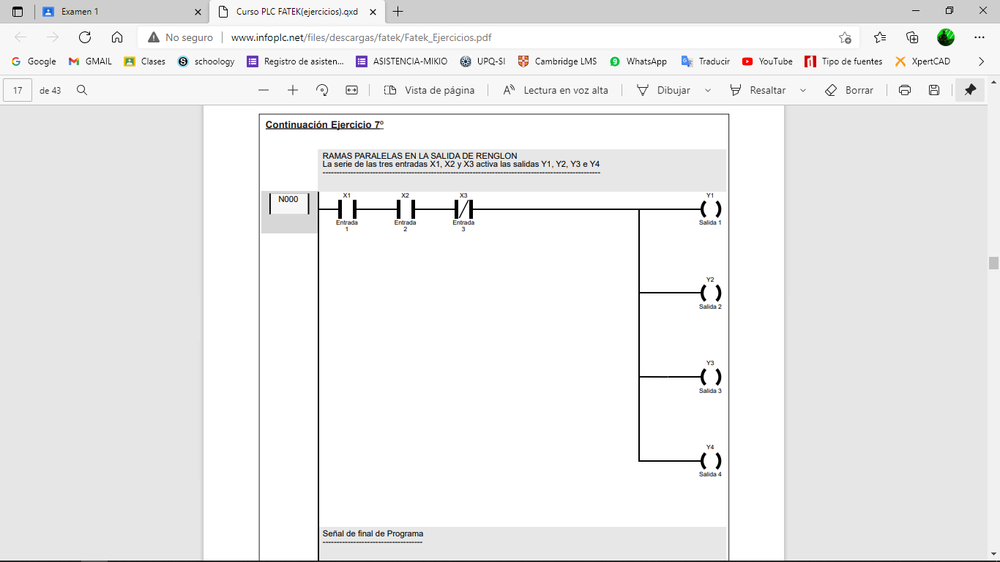 Examen 1
Curso PLC FATEK(ejercicios).qxd
No seguro
www.infoplc.net/files/descargas/fatek/Fatek_Ejercicios.pdf
Google
GMAIL
Clases
schoology
Registro de asisten...
ASISTENCIA-MIKIO
UPQ-SI
Cambridge LMS
WhatsApp
Traducir
YouTube
Tipo de fuentes
XpertCAD
17
de 43
Vista de página
Lectura en voz alta
Dibujar
Resaltar
Borrar
Continuación Ejercicio 7º
RAMAS PARALELAS EN LA SALIDA DE RENGLON
La serie de las tres entradas X1, X2 y X3 activa las salidas Y1, Y2, Y3 e Y4
N000
X1
Entrada
1
X2
Entrada
2
X3
Entrada
3
Y1
Salida 1
Y2
Salida 2
Y3
Salida 3
Y4
Salida 4
Señal de final de Programa